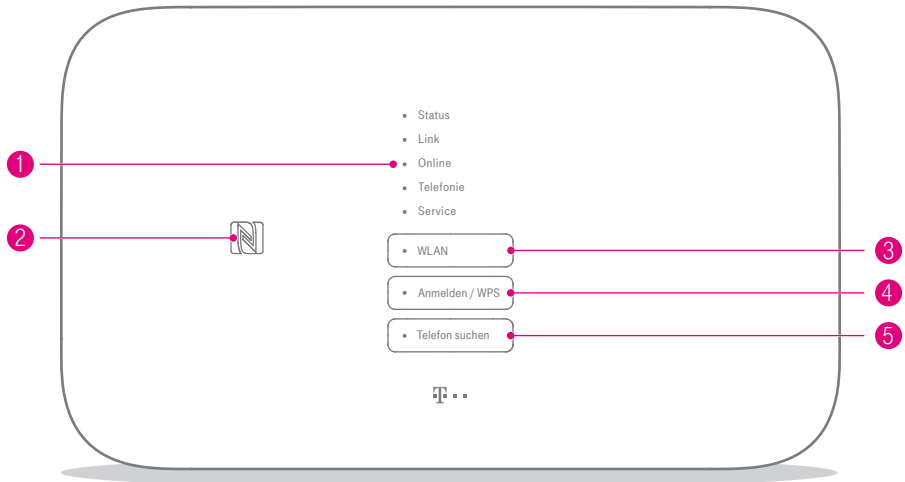 Status
Link
1
Online
Telefonie
Service
2
WLAN
3
Anmelden / WPS
4
Telefon suchen
5
T